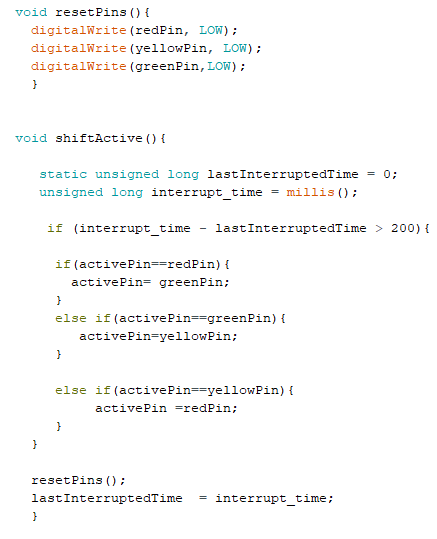 void resetPins(){
digitalWrite(redPin, LOW);
digitalWrite(yellowPin, LOW);
digitalWrite(greenPin,LOW);
}
void shiftActive(){
static unsigned long lastInterruptedTime = 0;
unsigned long interrupt_time = millis();
if (interrupt_time - lastInterruptedTime > 200){
if(activePin==redPin){
activePin= greenPin;
}
else if(activePin==greenPin){
activePin=yellowPin;
}
else if(activePin==yellowPin){
activePin =redPin;
}
}
resetPins();
lastInterruptedTime  = interrupt_time;
}